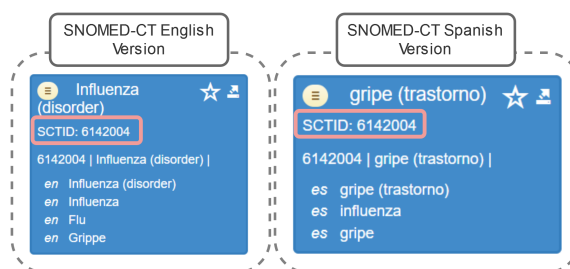 SNOMED-CT English
Version
Influenza
(disorder)
SCTID: 6142004
6142004 | Influenza (disorder) |
en Influenza (disorder)
en Influenza
en Flu
en Grippe
SNOMED-CT Spanish
Version
gripe (trastorno)
SCTID: 6142004
6142004 | gripe (trastorno) |
es gripe (trastorno)
es influenza
es gripe